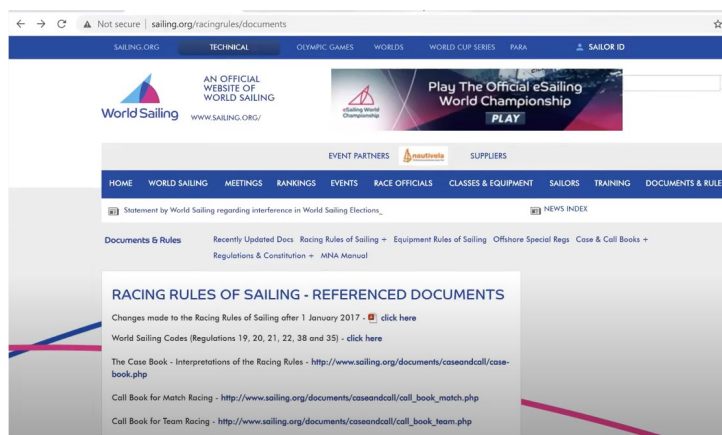 Not secure | sailing.org/racingrules/documents
SAILING.ORG TECHNICAL OLYMPIC GAMES WORLDS WORLD CUP SERIES PARA SAILOR ID
World Sailing
AN OFFICIAL
WEBSITE OF
WORLD SAILING
WWW.SAILING.ORG/
eSailing World
Championship
Play The Official eSailing
World Championship
PLAY
EVENT PARTNERS nautivela SUPPLIERS
HOME WORLD SAILING MEETINGS RANKINGS EVENTS RACE OFFICIALS CLASSES & EQUIPMENT SAILORS TRAINING DOCUMENTS & RULE
Statement by World Sailing regarding interference in World Sailing Elections_ NEWS INDEX
Documents & Rules Recently Updated Docs Racing Rules of Sailing + Equipment Rules of Sailing Offshore Special Regs Case & Call Books +
Regulations & Constitution + MNA Manual
RACING RULES OF SAILING - REFERENCED DOCUMENTS
Changes made to the Racing Rules of Sailing after 1 January 2017 - click here
World Sailing Codes (Regulations 19, 20, 21, 22, 38 and 35) - click here
The Case Book - Interpretations of the Racing Rules - http://www.sailing.org/documents/caseandcall/case-
book.php
Call Book for Match Racing - http://www.sailing.org/documents/caseandcall/call_book_match.php
Call Book for Team Racing - http://www.sailing.org/documents/caseandcall/call_book_team.php